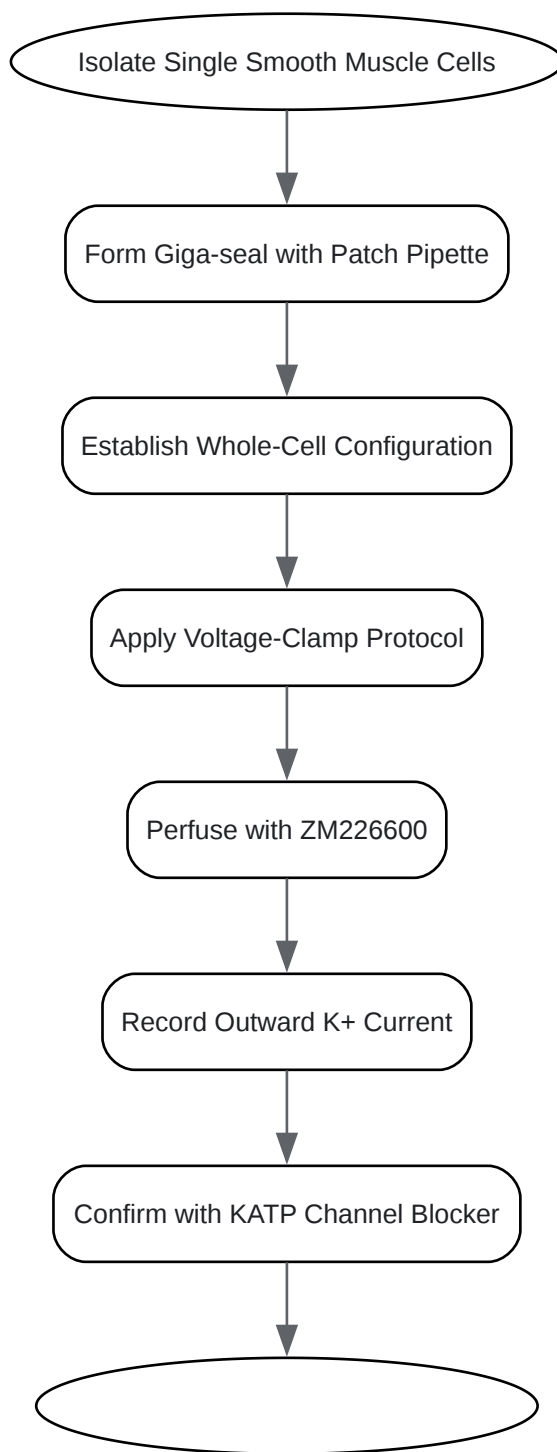 Isolate Single Smooth Muscle Cells
Form Giga-seal with Patch Pipette
Establish Whole-Cell Configuration
Apply Voltage-Clamp Protocol
Perfuse with ZM226600
Record Outward K+ Current
Confirm with KATP Channel Blocker